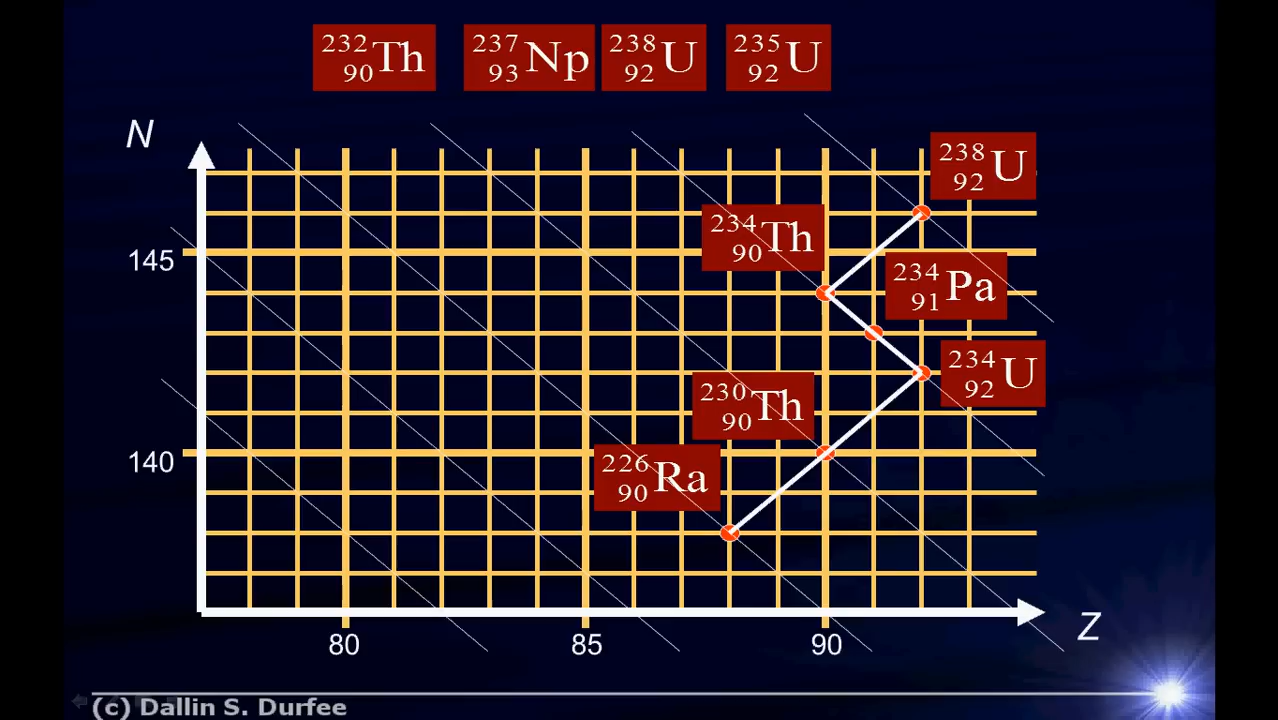 232 90 Th 237 93 Np 238 92 U 235 92 U
N
238 92 U
234 90 Th
145
234 91 Pa
234 92 U
230 90 Th
140
226 90 Ra
80 85 90
Z
(c) Dallin S. Durfee